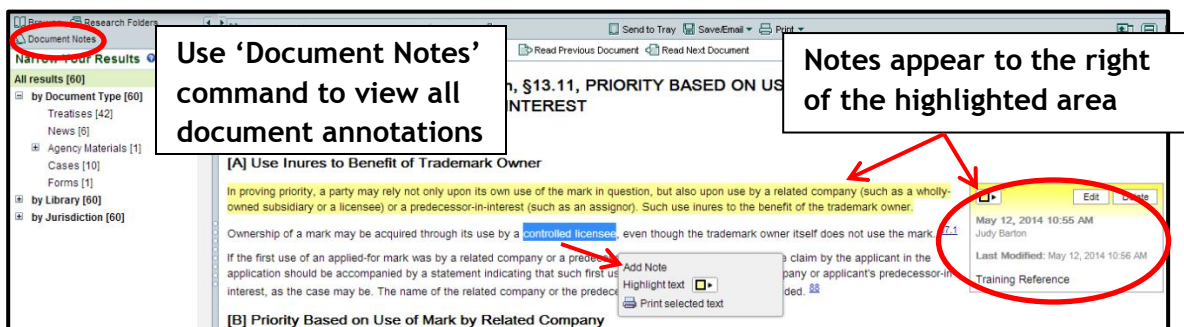 Browse Research Folders
Document Notes
Send to Tray Save/Email Print
Read Previous Document Read Next Document
Use 'Document Notes'
command to view all
document annotations
Notes appear to the right
of the highlighted area
Narrow Your Results
All results [60]
by Document Type [60]
Treatises [42]
News [6]
Agency Materials [1]
Cases [10]
Forms [1]
by Library [60]
by Jurisdiction [60]
§13.11, PRIORITY BASED ON
INTEREST
[A] Use Inures to Benefit of Trademark Owner
In proving priority, a party may rely not only upon its own use of the mark in question, but also upon use by a related company (such as a wholly-
owned subsidiary or a licensee) or a predecessor-in-interest (such as an assignor). Such use inures to the benefit of the trademark owner.
Ownership of a mark may be acquired through its use by a controlled licensee, even though the trademark owner itself does not use the mark.
If the first use of an applied-for mark was by a related company or a claim by the applicant in the
application should be accompanied by a statement indicating that such first or applicant's predecessor-in
interest, as the case may be. The name of the related company or the 88
Add Note
Highlight text
Print selected text
[B] Priority Based on Use of Mark by Related Company
Edit Delete
May 12, 2014 10:55 AM
Judy Barton
Last Modified: May 12, 2014 10:56 AM
Training Reference